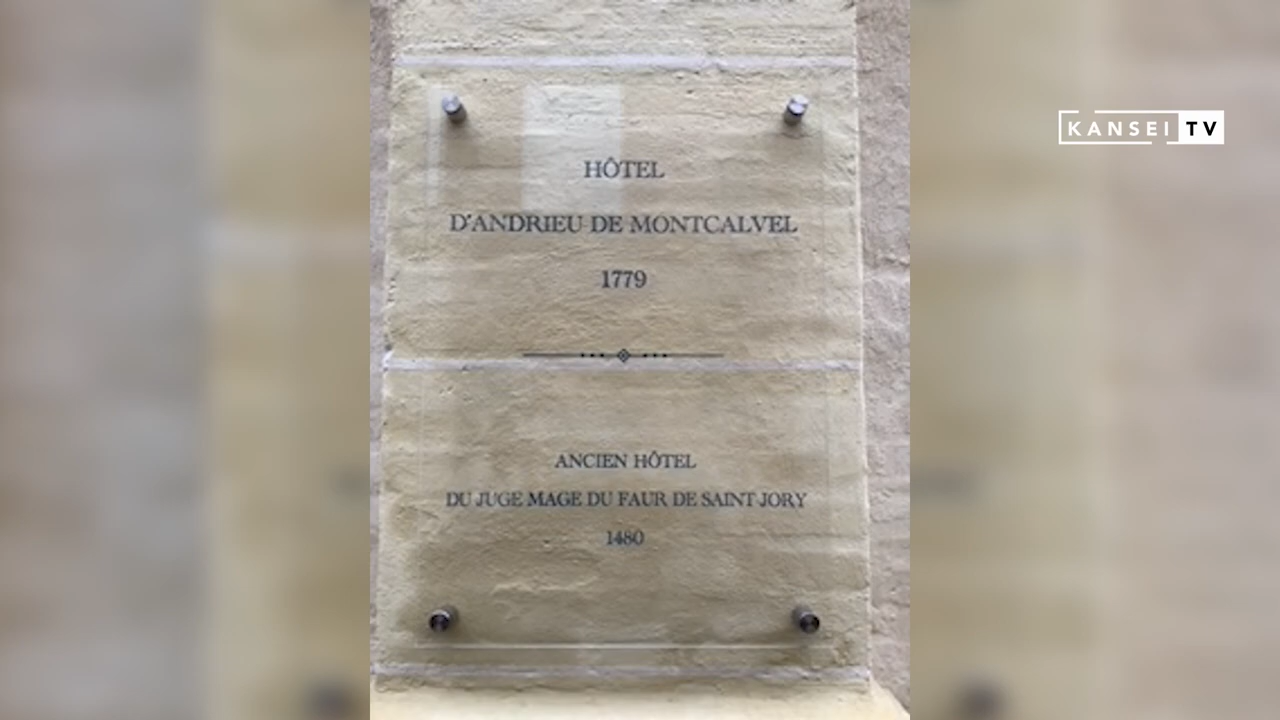 HÔTEL
D'ANDRIEU DE MONTCALVEL
1779
ANCIEN HÔTEL
DU JUGE MAGE DU FAUR DE SAINT JORY
1480
KANSEI TV